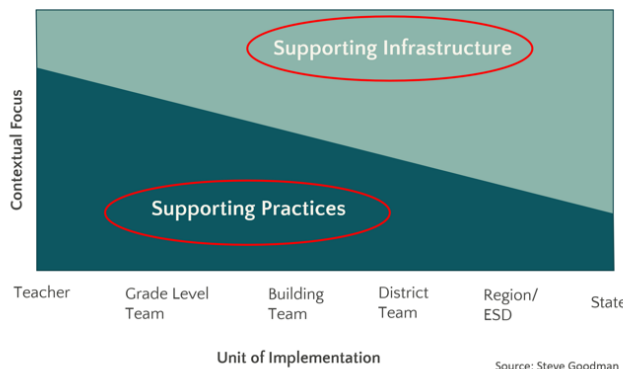 Supporting Infrastructure
Contextual Focus
Supporting Practices
Teacher
Grade Level
Team
Building
Team
District
Team
Region/
ESD
State
Unit of Implementation
Source: Steve Goodman